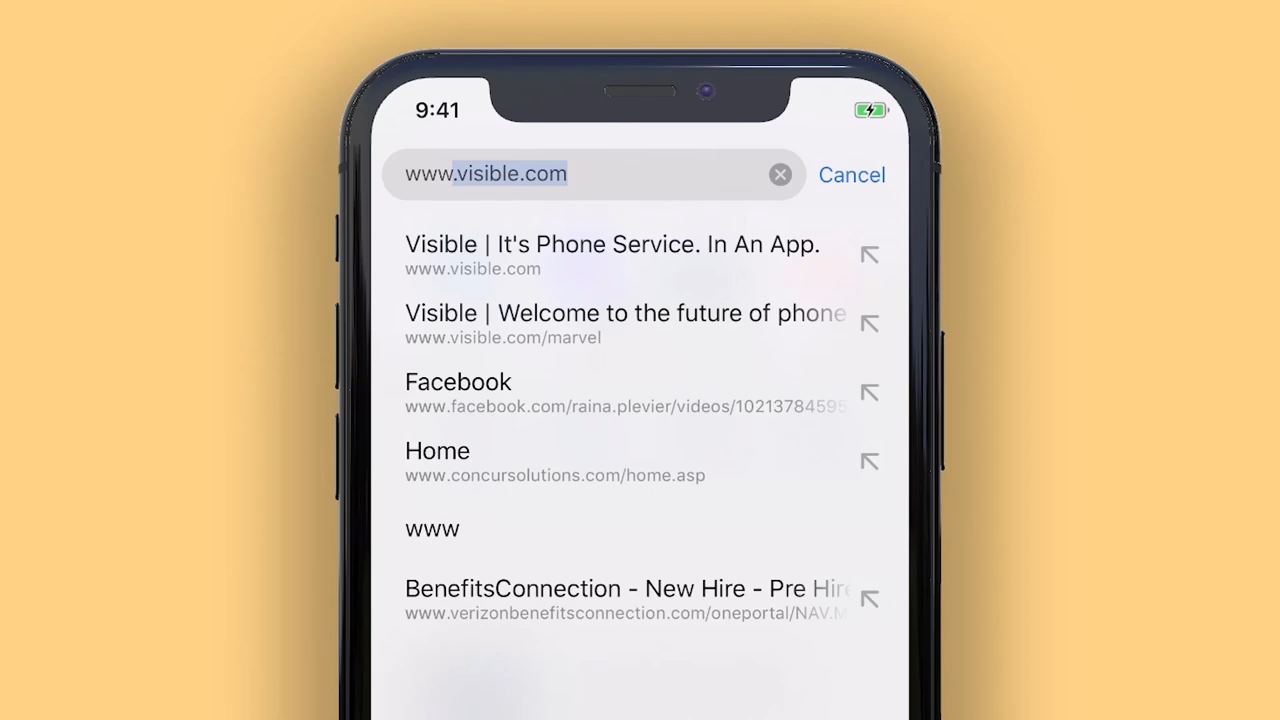 9:41
www.visible.com
Cancel
Visible | It's Phone Service. In An App.
www.visible.com
Visible | Welcome to the future of phone
www.visible.com/marvel
Facebook
www.facebook.com/raina.plevier/videos/10213784595
Home
www.concursolutions.com/home.asp
www
BenefitsConnection - New Hire - Pre Hire
www.verizonbenefitsconnection.com/oneportal/NAV.M